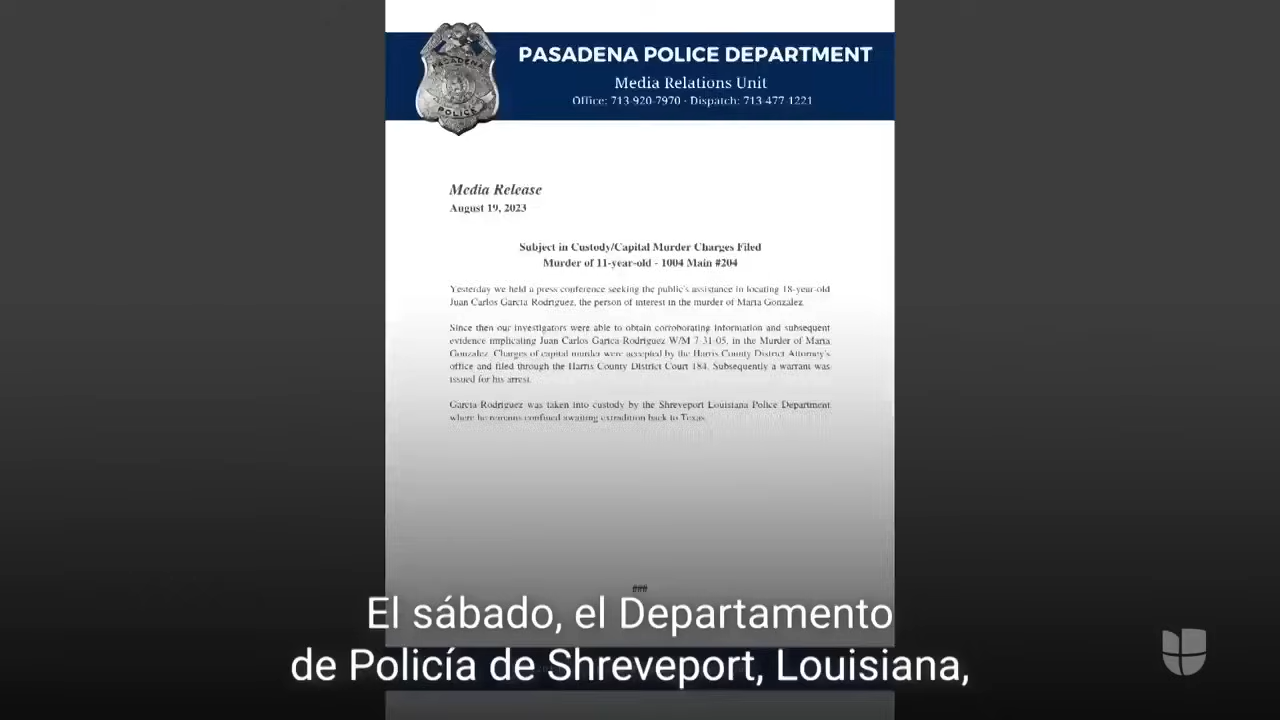 PASADENA POLICE DEPARTMENT
Media Relations Unit
Office: 713-920-7970 · Dispatch: 713-477-1221
PASADENA
POLICE
Media Release
August 19, 2023
Subject in Custody/Capital Murder Charges Filed
Murder of 11-year-old - 1004 Main #204
Yesterday we held a press conference seeking the public's assistance in locating 18-year-old
Juan Carlos Garcia-Rodriguez, the person of interest in the murder of Maria Gonzalez.
Since then our investigators were able to obtain corroborating information and subsequent
evidence implicating Juan Carlos Garica-Rodriguez W/M 7-31-05, in the Murder of Maria
Gonzalez. Charges of capital murder were accepted by the Harris County District Attorney's
office and filed through the Harris County District Court 184. Subsequently a warrant was
issued for his arrest.
Garcia-Rodriguez was taken into custody by the Shreveport Louisiana Police Department
where he remains confined awaiting extradition back to Texas.
###
El sábado, el Departamento
de Policía de Shreveport, Louisiana,